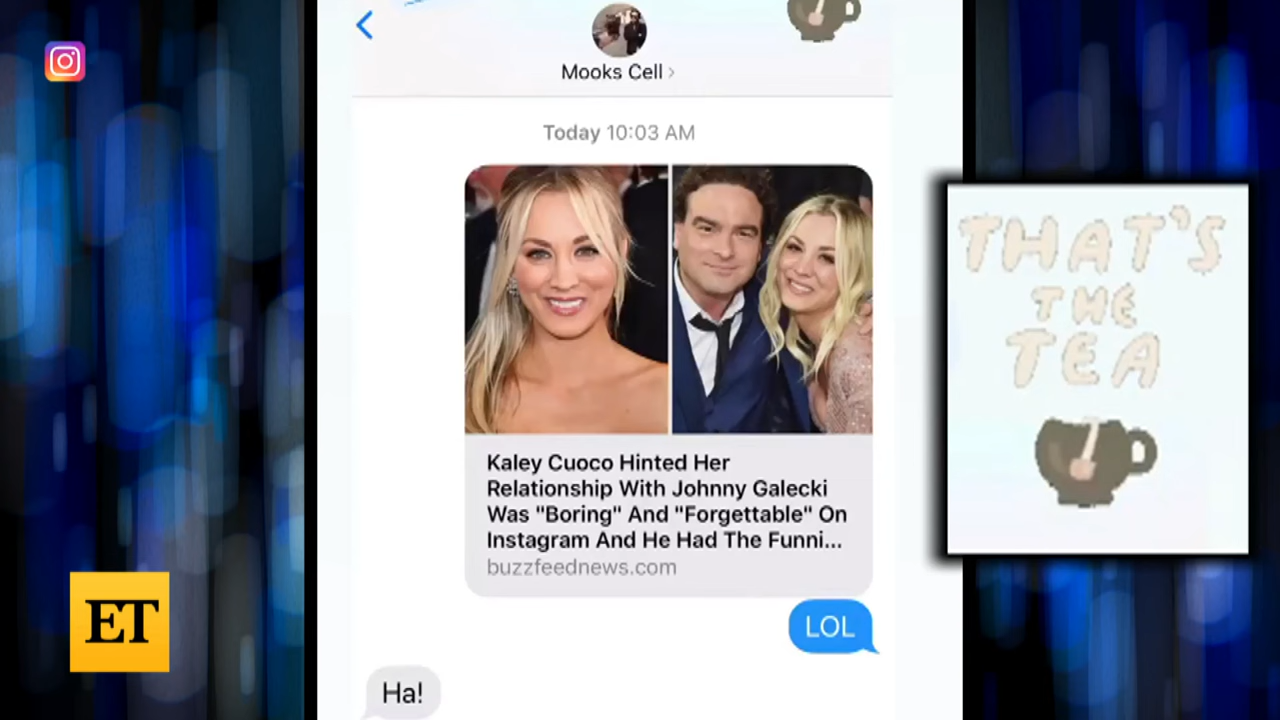 Mooks Cell
Today 10:03 AM
Kaley Cuoco Hinted Her
Relationship With Johnny Galecki
Was "Boring" And "Forgettable" On
Instagram And He Had The Funni...
buzzfeednews.com
LOL
Ha!
THAT'S
THE
TEA
ET